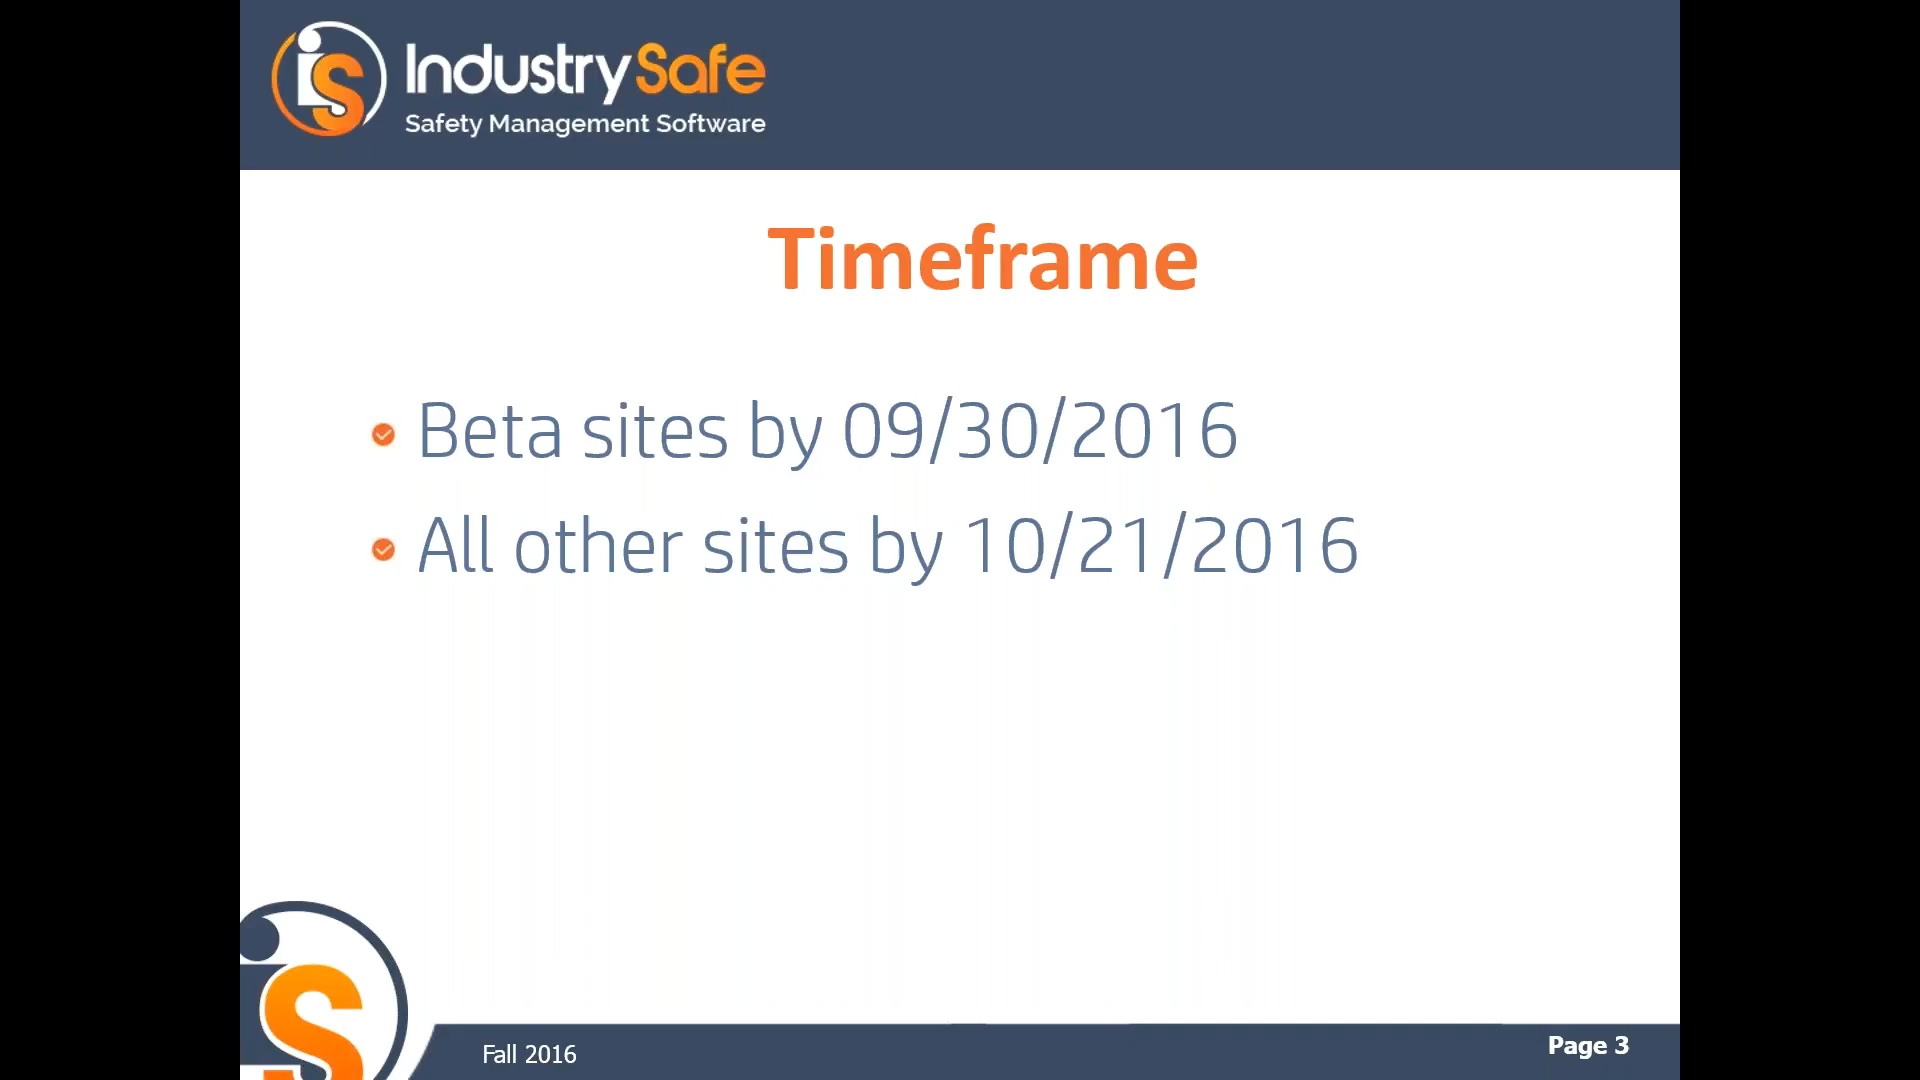 IndustrySafe
Safety Management Software
Timeframe
Beta sites by 09/30/2016
All other sites by 10/21/2016
Fall 2016
Page 3